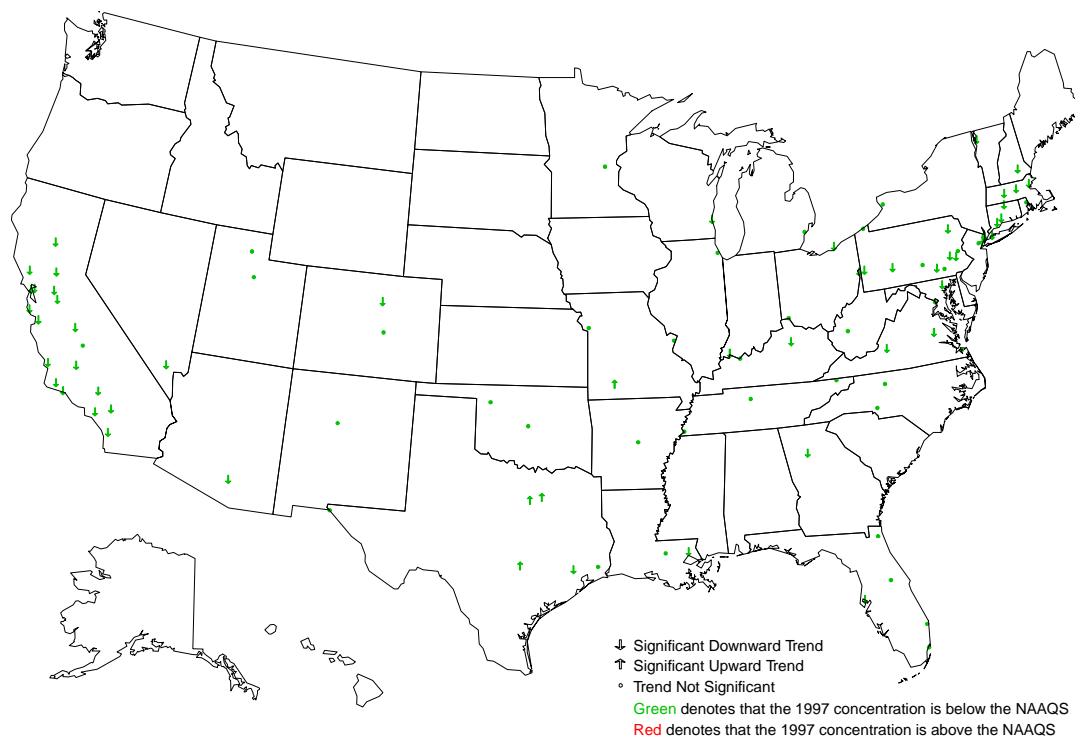 Significant Downward Trend
Significant Upward Trend
Trend Not Significant
Green denotes that the 1997 concentration is below the NAAQS
Red denotes that the 1997 concentration is above the NAAQS